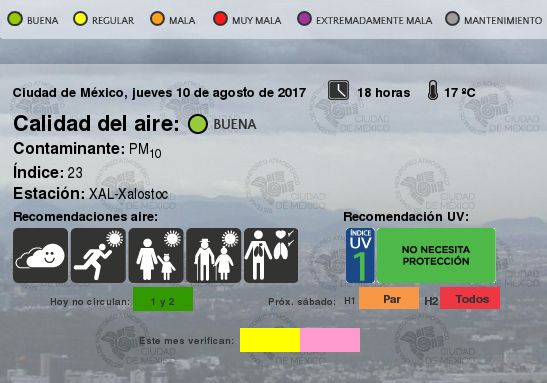 BUENA REGULAR MALA MUY MALA EXTREMADAMENTE MALA MANTENIMIENTO
Ciudad de México, jueves 10 de agosto de 2017 18 horas 17 ºC
Calidad del aire: BUENA
Contaminante: PM10
Índice: 23
Estación: XAL-Xalostoc
Recomendaciones aire: Recomendación UV:
ÍNDICE
UV
1
NO NECESITA
PROTECCIÓN
Hoy no circulan: 1 y 2 Próx. sábado: H1 Par H2 Todos
Este mes verifican:
CIUDAD
DE MÉXICO